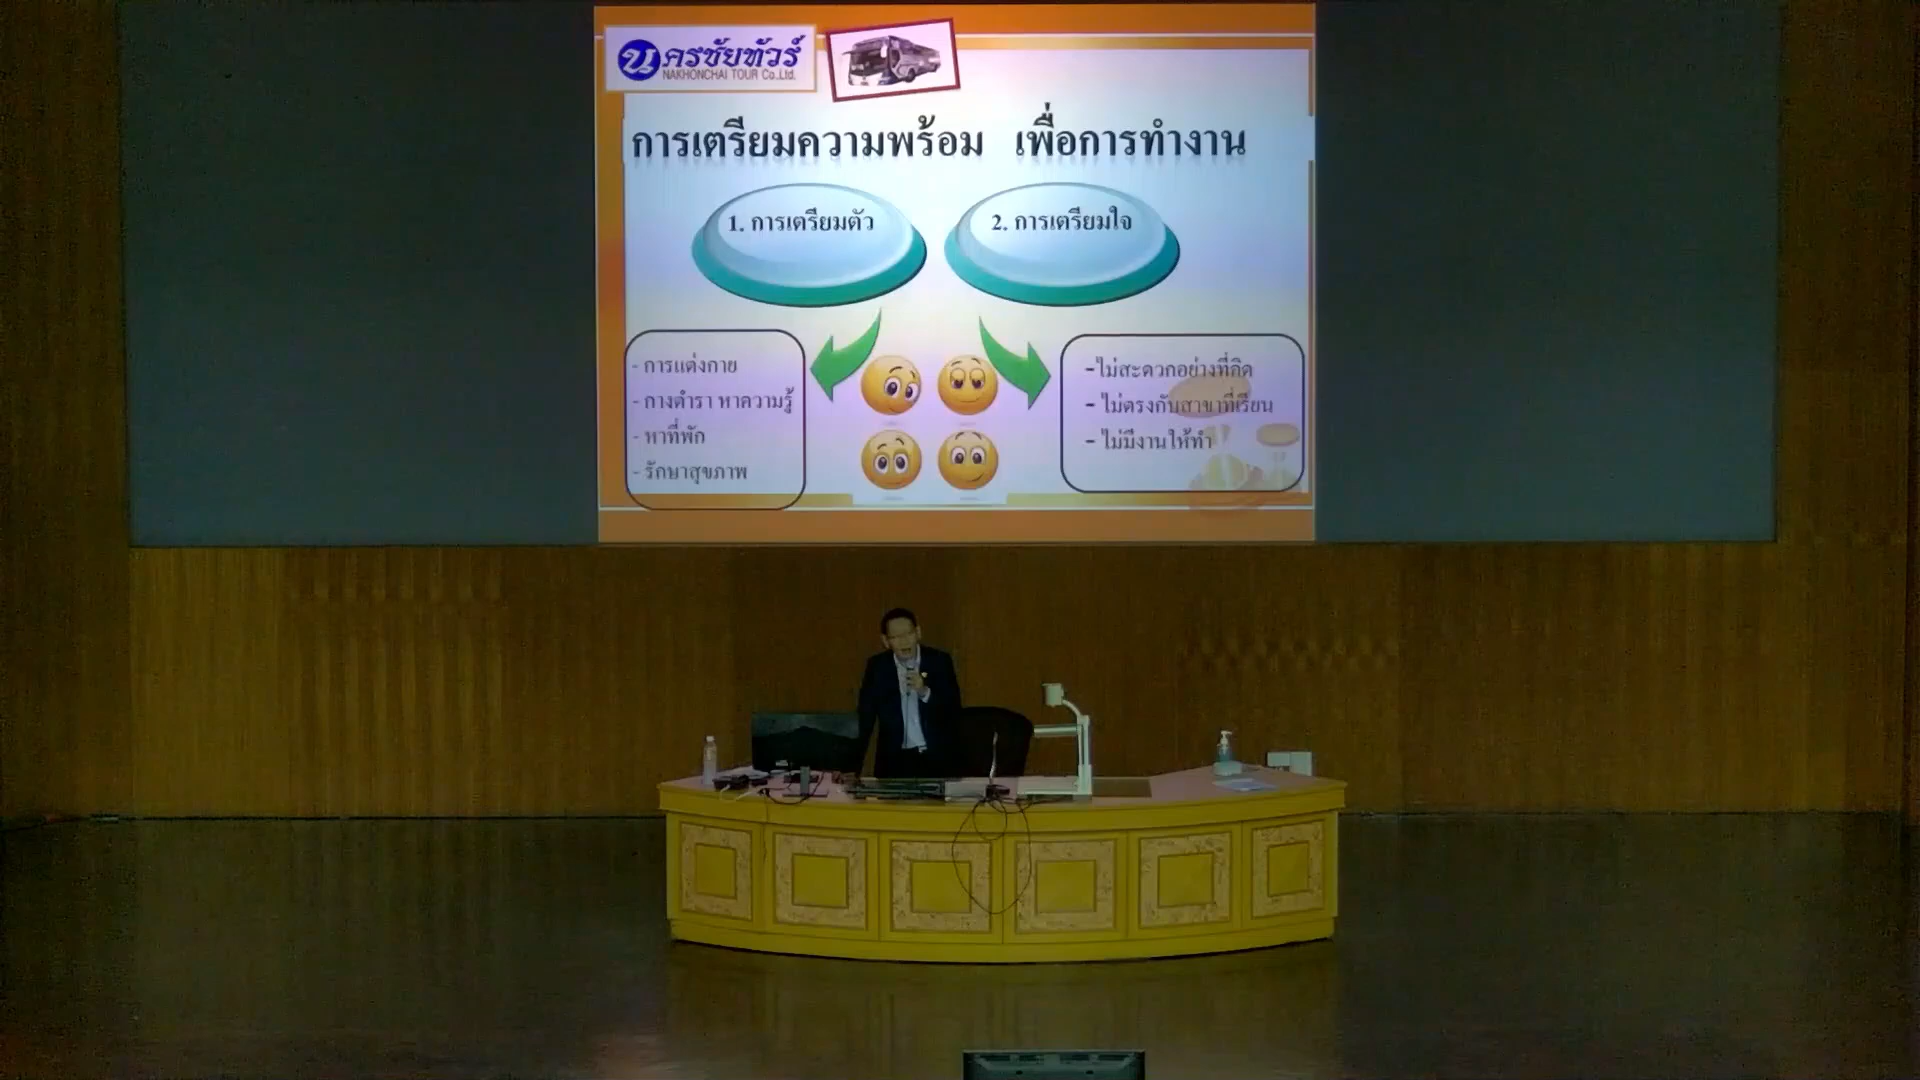 นครชัยทัวร์
NAKHONCHAI TOUR Co.,Ltd.
การเตรียมความพร้อม เพื่อการทำงาน
1. การเตรียมตัว
2. การเตรียมใจ
- การแต่งกาย
- กางตำรา หาความรู้
- หาที่พัก
- รักษาสุขภาพ
-ไม่สะดวกอย่างที่คิด
- ไม่ตรงกับสาขาที่เรียน
- ไม่มีงานให้ทำ